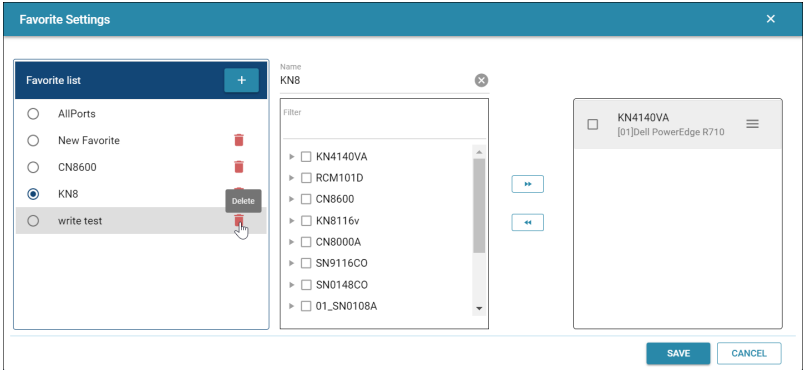 Favorite Settings
Favorite list
+
AllPorts
New Favorite
CN8600
KN8
Delete
write test
Name
KN8
Filter
KN4140VA
RCM101D
CN8600
KN8116v
CN8000A
SN9116CO
SN0148CO
01_SN0108A
KN4140VA
[01]Dell PowerEdge R710
SAVE
CANCEL